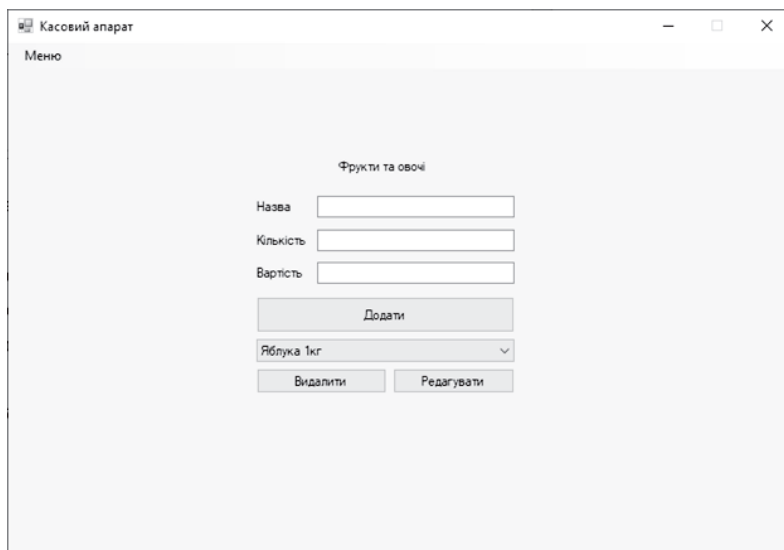 Касовий апарат
Меню
Фрукти та овочі
Назва
Кількість
Вартість
Додати
Яблука 1кг
Видалити Редагувати